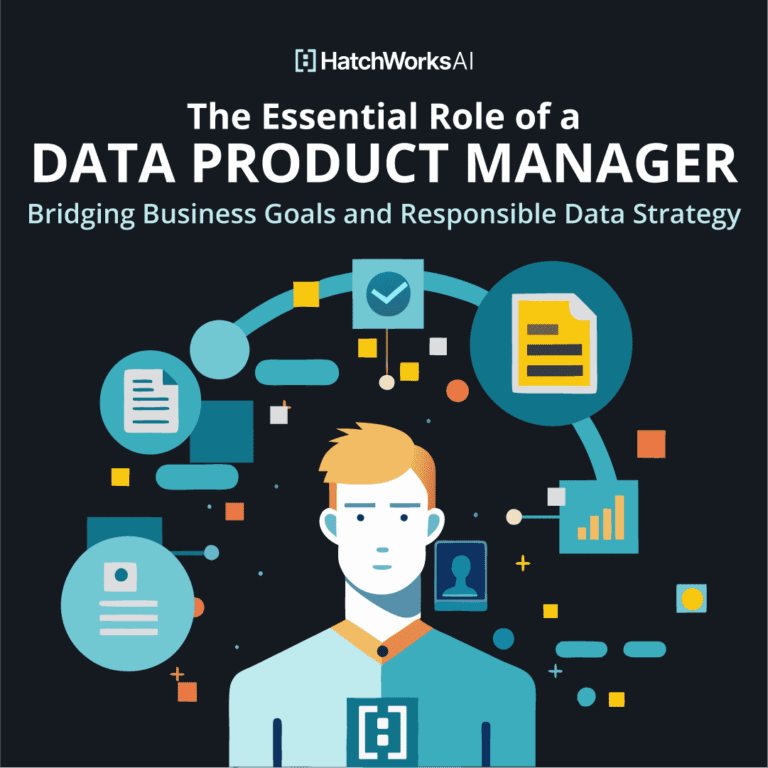 HatchWorksAI
The Essential Role of a
DATA PRODUCT MANAGER
Bridging Business Goals and Responsible Data Strategy